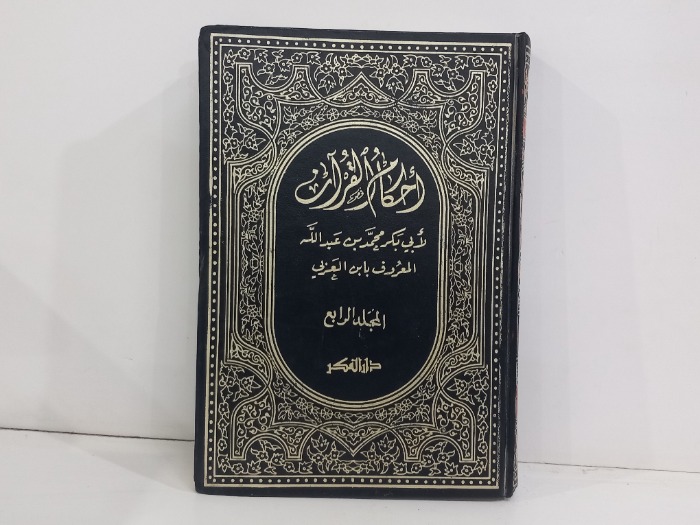 أحكام القرآن
لأبي بكر محمد بن عبد الله
المعروف بابن العربي
المجلد الرابع
دار الفكر